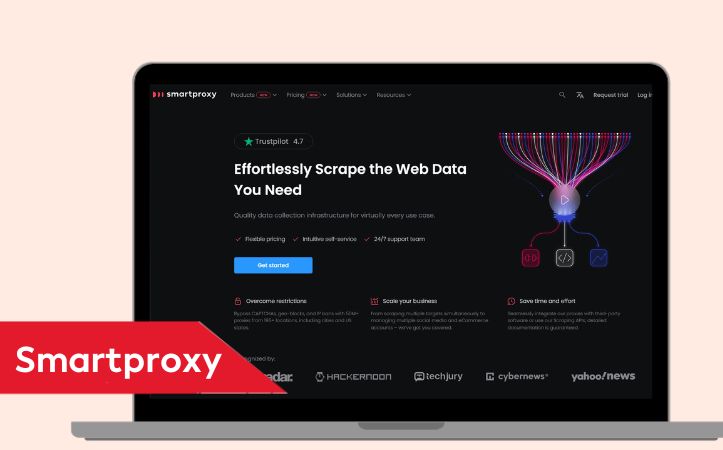 smartproxy
Products NEW Pricing NEW Solutions Resources
Request trial Log in
Trustpilot 4.7
Effortlessly Scrape the Web Data
You Need
Quality data collection infrastructure for virtually every use case.
Flexible pricing Intuitive self-service 24/7 support team
Get started
</>
Overcome restrictions
Bypass CAPTCHAs, geo-blocks, and IP bans with 50M+
proxies from 195+ locations, including cities and US
states.
Scale your business
From scraping multiple targets simultaneously to
managing multiple social media and eCommerce
accounts – we've got you covered.
Save time and effort
Seamlessly integrate our proxies with third-party
software or use our Scraping APIs; detailed
documentation is guaranteed.
Smartproxy
ognized by:
adar. HACKERNOON techjury cybernews® yahoo!news